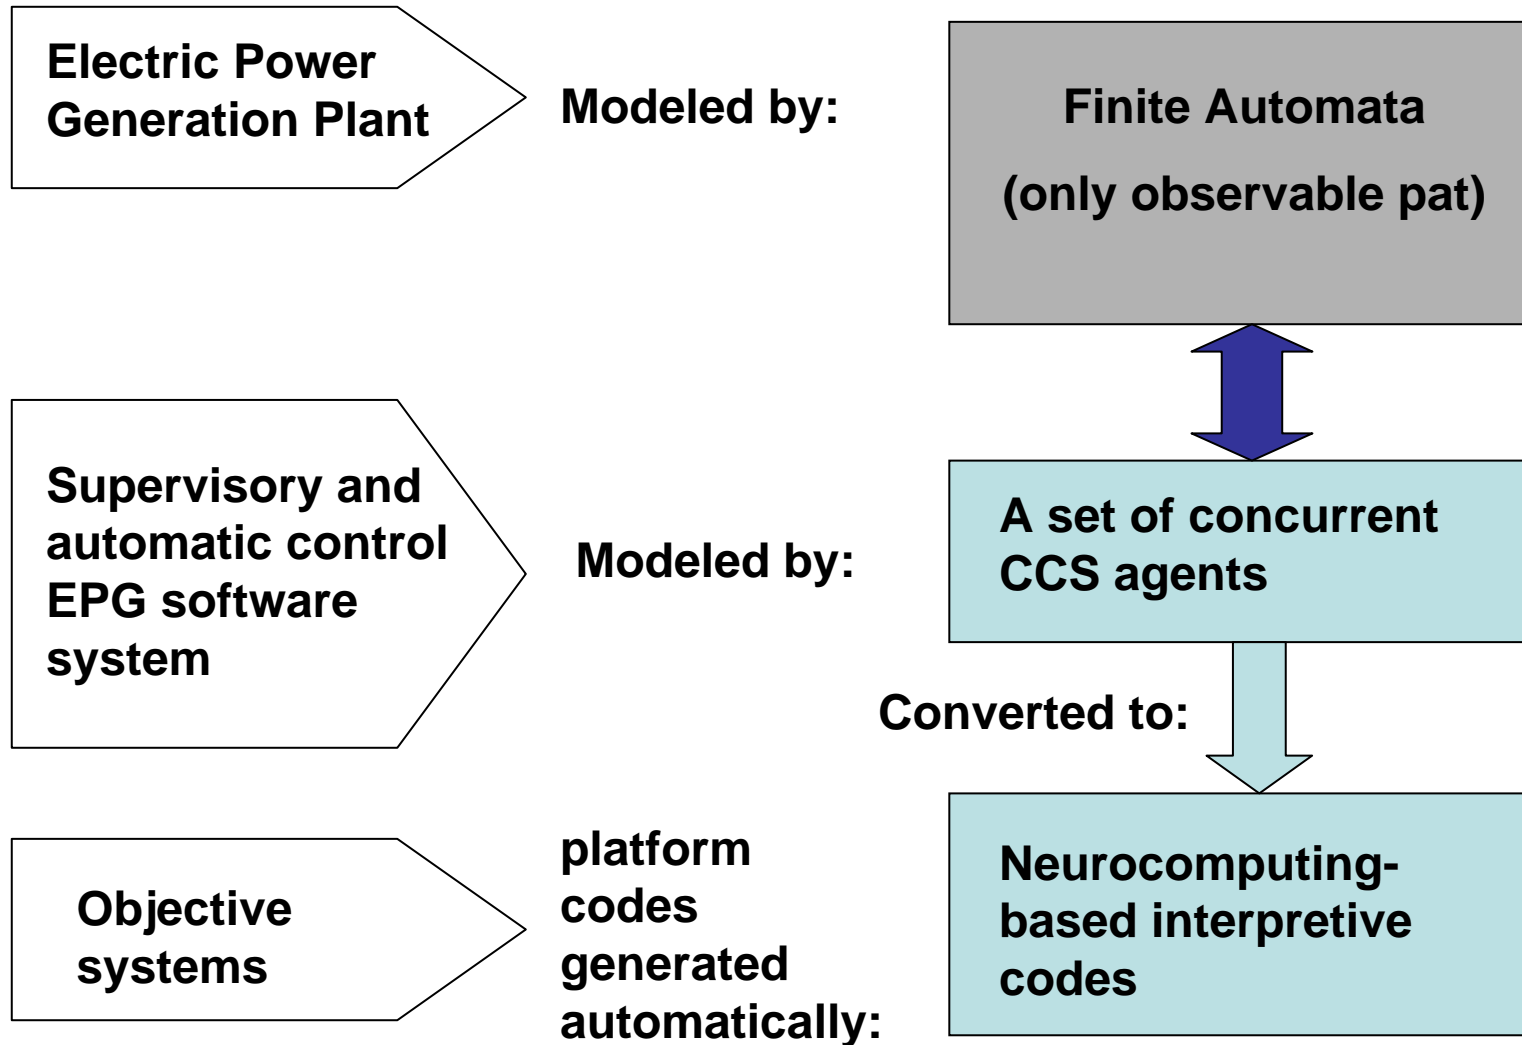 Electric Power
Generation Plant
Modeled by:
Finite Automata
(only observable pat)
Supervisory and
automatic control
EPG software
system
Modeled by:
A set of concurrent
CCS agents
Converted to:
Objective
systems
platform
codes
generated
automatically:
Neurocomputing-
based interpretive
codes